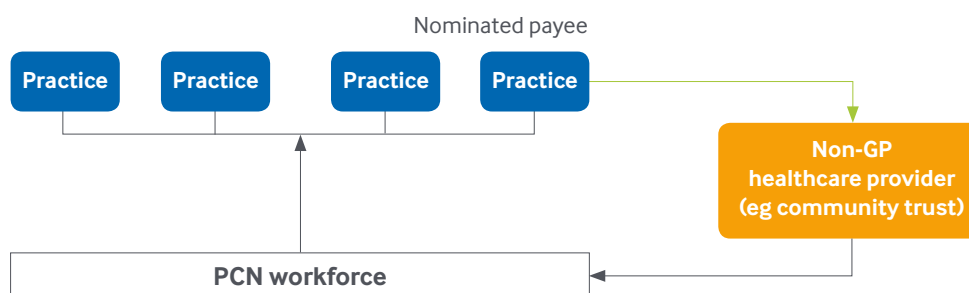 Nominated payee
Practice
Practice
Practice
Practice
Non-GP
healthcare provider
(eg community trust)
PCN workforce